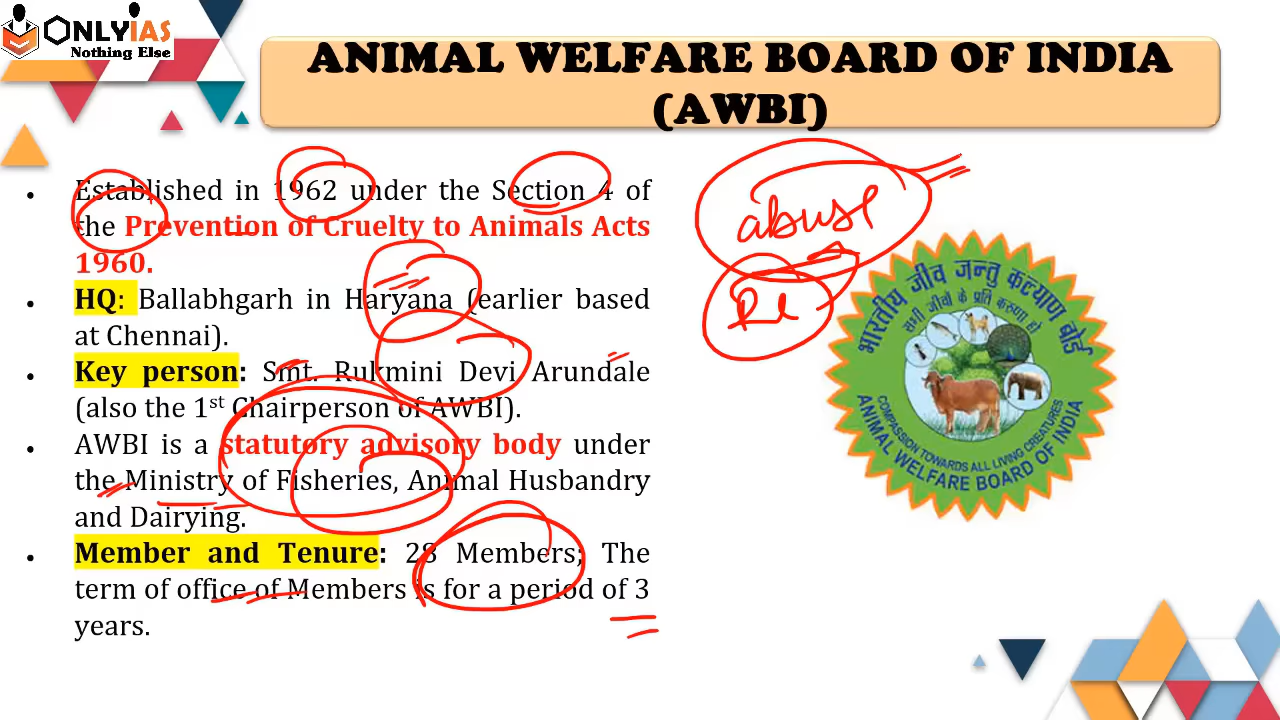 ONLYIAS
Nothing Else
ANIMAL WELFARE BOARD OF INDIA
(AWBI)
• Established in 1962 under the Section 4 of
the Prevention of Cruelty to Animals Acts
1960.
• HQ: Ballabhgarh in Haryana (earlier based
at Chennai).
• Key person: Smt. Rukmini Devi Arundale
(also the 1st Chairperson of AWBI).
• AWBI is a statutory advisory body under
the Ministry of Fisheries, Animal Husbandry
and Dairying.
• Member and Tenure: 28 Members; The
term of office of Members is for a period of 3
years.
abuse
भारतीय जीव जन्तु कल्याण बोर्ड
सभी जीवों के प्रति करुणा हो
COMPASSION TOWARDS ALL LIVING CREATURES
ANIMAL WELFARE BOARD OF INDIA